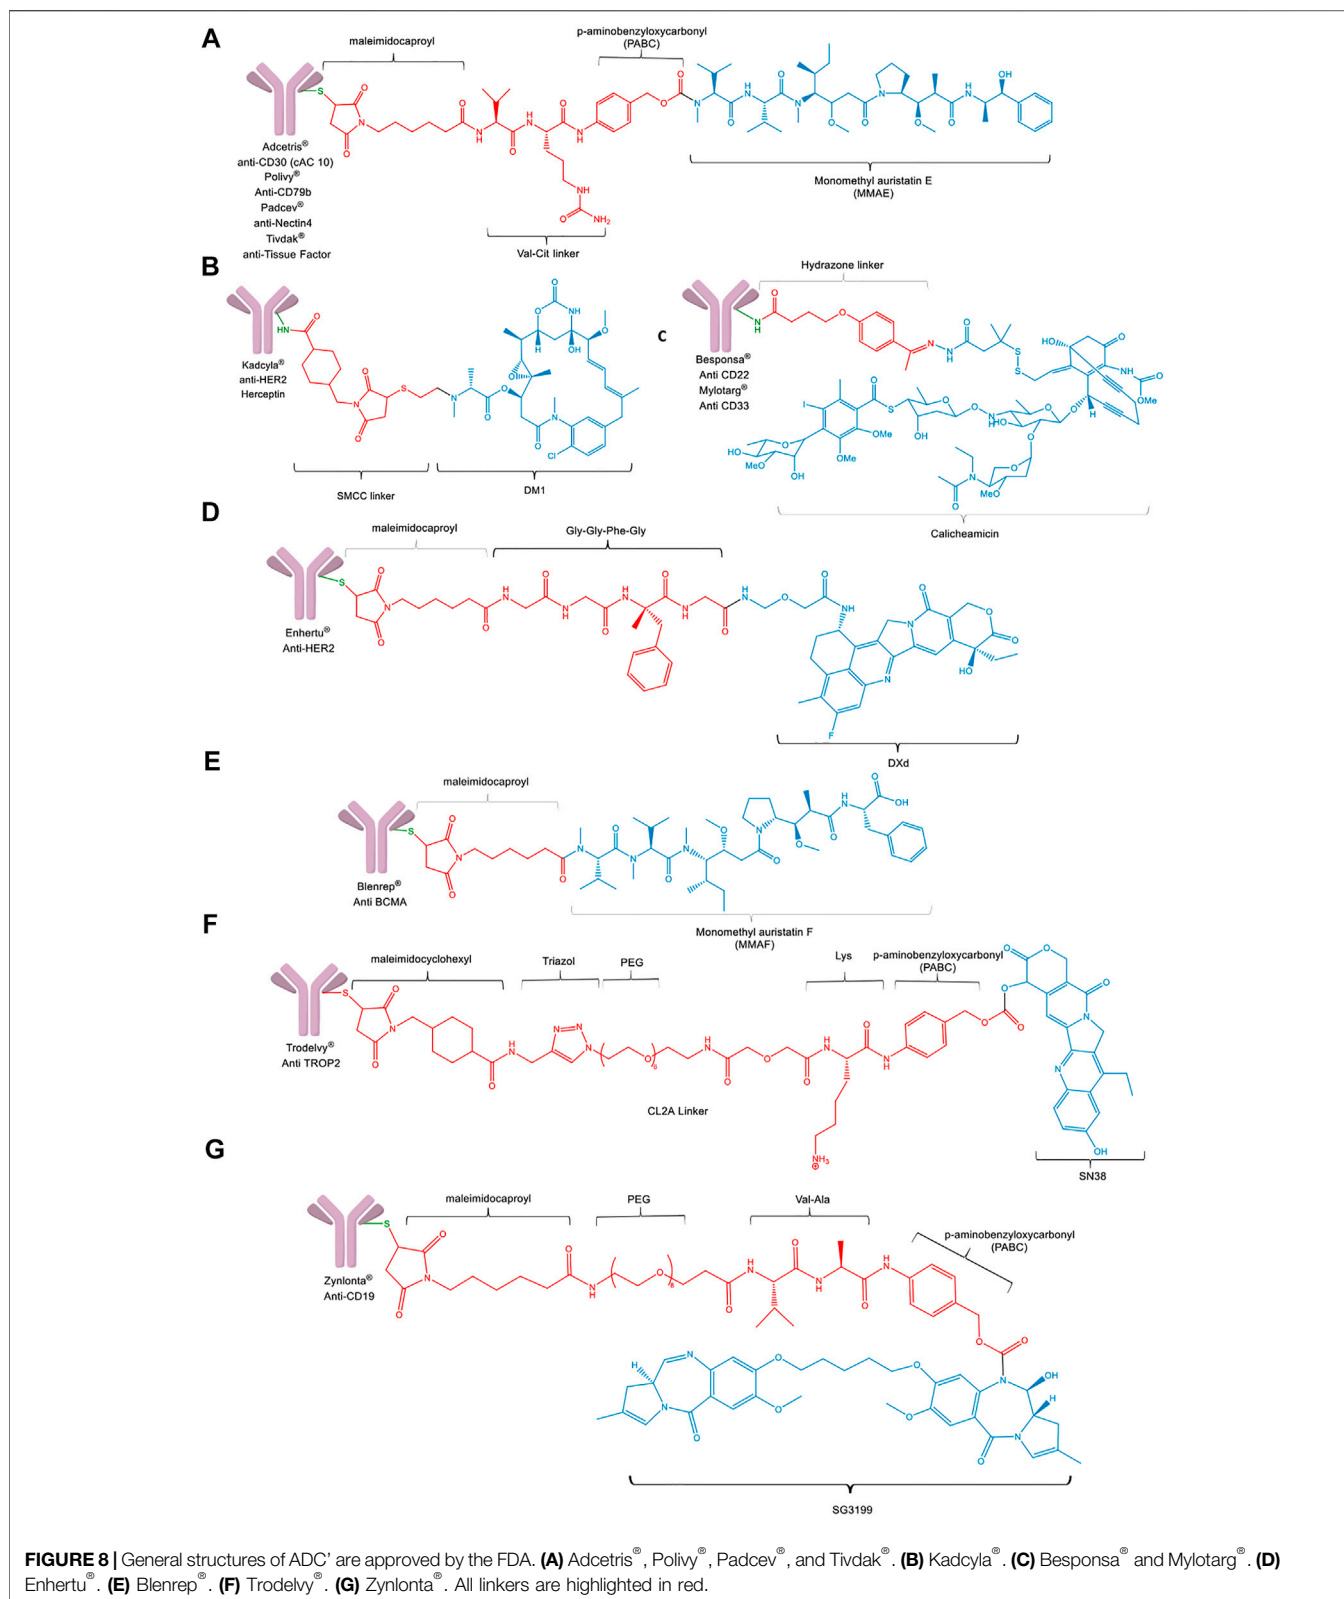 A
maleimidocaproyl
p-aminobenzyloxycarbonyl
(PABC)
Adcetris®
anti-CD30 (cAC 10)
Polivy®
Anti-CD79b
Padcev®
anti-Nectin4
Tivdak®
anti-Tissue Factor
Val-Cit linker
Monomethyl auristatin E
(MMAE)
B
Kadcyla®
anti-HER2
Herceptin
SMCC linker
DM1
c
Hydrazone linker
Besponsa®
Anti CD22
Mylotarg®
Anti CD33
Calicheamicin
D
maleimidocaproyl
Gly-Gly-Phe-Gly
Enhertu®
Anti-HER2
DXd
E
maleimidocaproyl
Blenrep®
Anti BCMA
Monomethyl auristatin F
(MMAF)
F
maleimidocyclohexyl
Triazol
PEG
Lys
p-aminobenzyloxycarbonyl
(PABC)
Trodelvy®
Anti TROP2
CL2A Linker
SN38
G
maleimidocaproyl
PEG
Val-Ala
p-aminobenzyloxycarbonyl
(PABC)
Zynlonta®
Anti-CD19
SG3199
FIGURE 8 | General structures of ADC' are approved by the FDA. (A) Adcetris®, Polivy®, Padcev®, and Tivdak®. (B) Kadcyla®. (C) Besponsa® and Mylotarg®. (D)
Enhertu®. (E) Blenrep®. (F) Trodelvy®. (G) Zynlonta®. All linkers are highlighted in red.